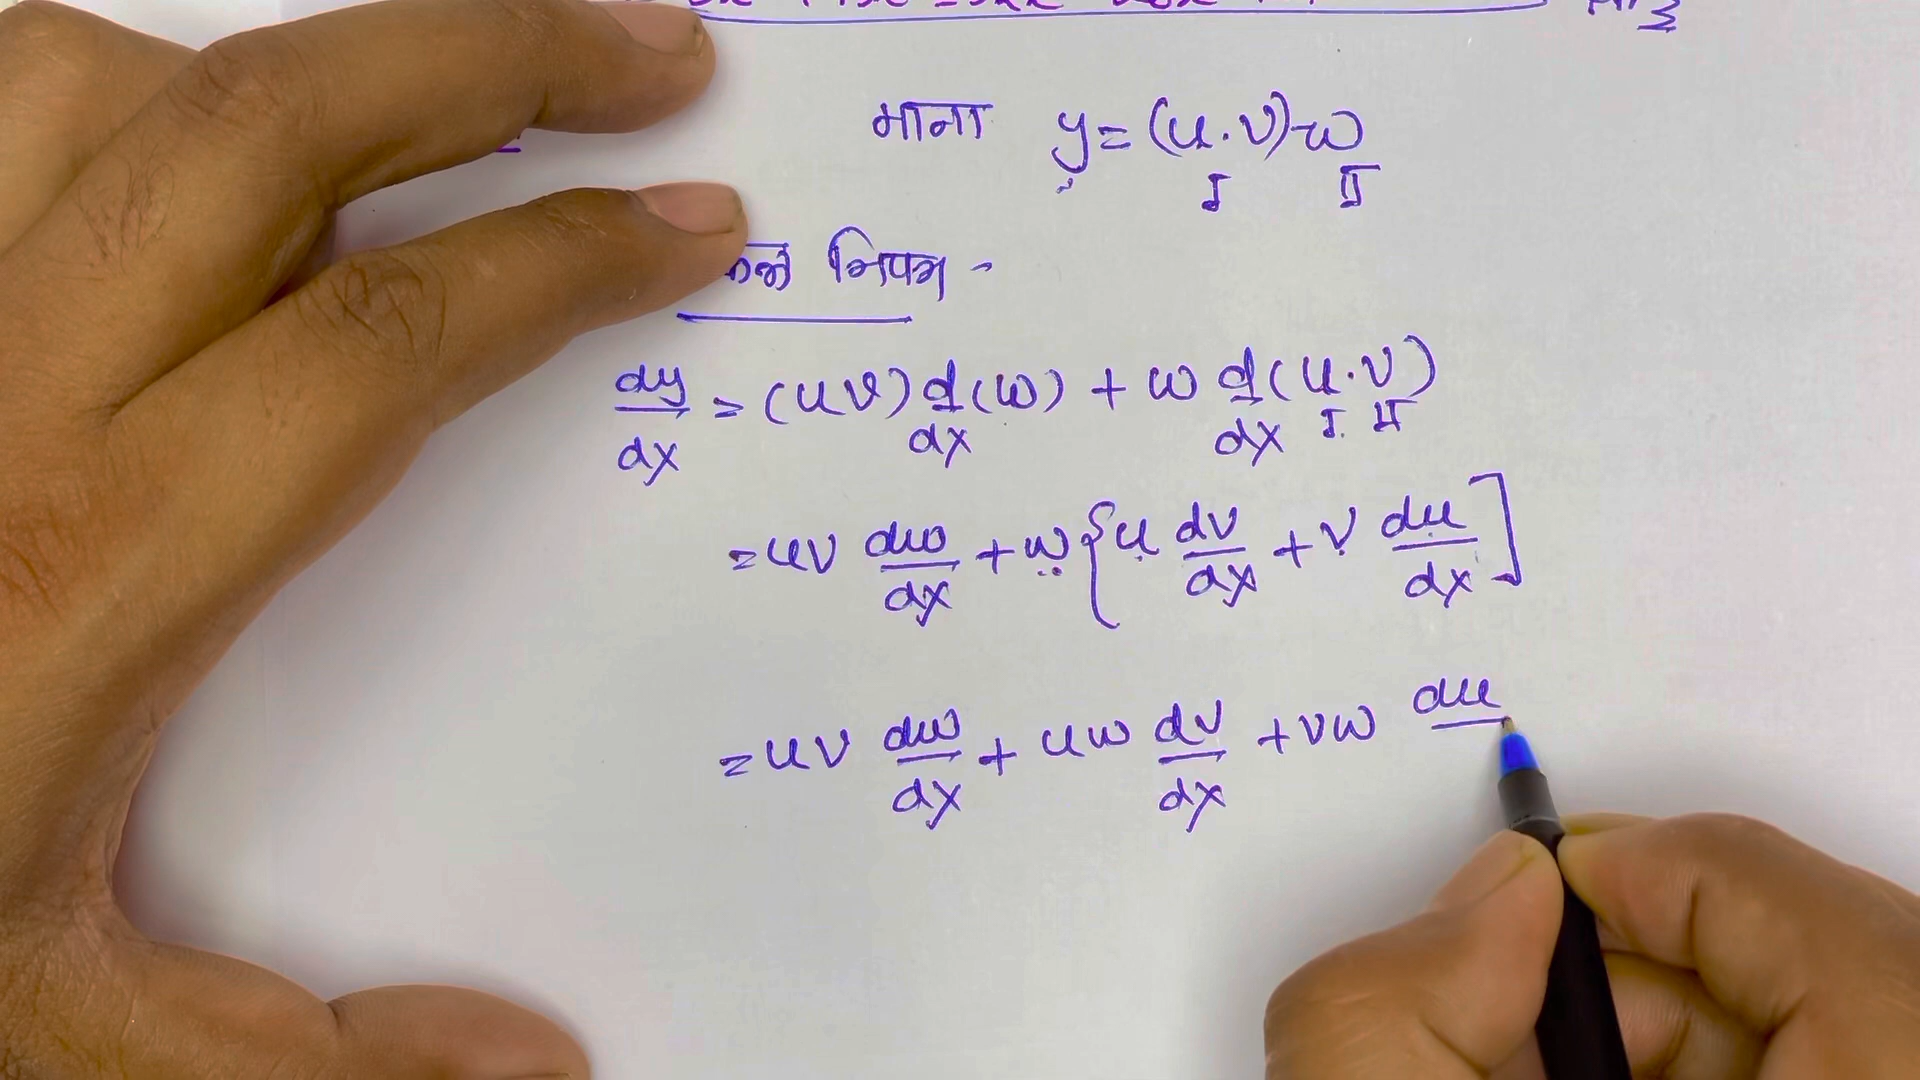 माना y = (u.v)-w
I II
नियम -
dy/dx = (uv) d/dx (w) + w d/dx (u.v)
I. II
= uv dw/dx + w { u dv/dx + v du/dx ]
= uv dw/dx + uw dv/dx + vw du